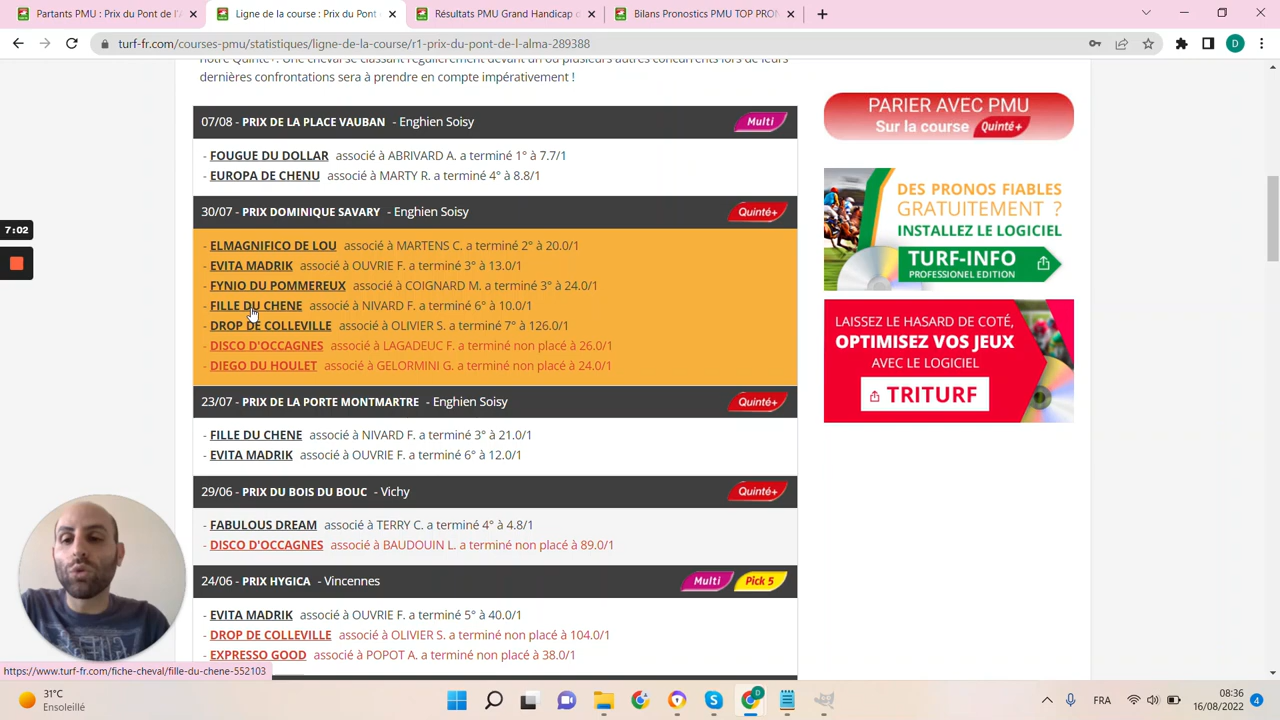 Partants PMU : Prix du Pont de l'A
Ligne de la course : Prix du Pont
Résultats PMU Grand Handicap d
Bilans Pronostics PMU TOP PRON
turf-fr.com/courses-pmu/statistiques/ligne-de-la-course/r1-prix-du-pont-de-l-alma-289388
notre Quinté+. Une cheval se classant régulièrement devant un ou plusieurs autres concurrents lors de leurs
dernières confrontations sera à prendre en compte impérativement !
07/08 - PRIX DE LA PLACE VAUBAN - Enghien Soisy Multi
- FOUGUE DU DOLLAR associé à ABRIVARD A. a terminé 1° à 7.7/1
- EUROPA DE CHENU associé à MARTY R. a terminé 4° à 8.8/1
30/07 - PRIX DOMINIQUE SAVARY - Enghien Soisy Quinté+
- ELMAGNIFICO DE LOU associé à MARTENS C. a terminé 2° à 20.0/1
- EVITA MADRIK associé à OUVRIE F. a terminé 3° à 13.0/1
- FYNIO DU POMMEREUX associé à COIGNARD M. a terminé 3° à 24.0/1
- FILLE DU CHENE associé à NIVARD F. a terminé 6° à 10.0/1
- DROP DE COLLEVILLE associé à OLIVIER S. a terminé 7° à 126.0/1
- DISCO D'OCCAGNES associé à LAGADEUC F. a terminé non placé à 26.0/1
- DIEGO DU HOULET associé à GELORMINI G. a terminé non placé à 24.0/1
23/07 - PRIX DE LA PORTE MONTMARTRE - Enghien Soisy Quinté+
- FILLE DU CHENE associé à NIVARD F. a terminé 3° à 21.0/1
- EVITA MADRIK associé à OUVRIE F. a terminé 6° à 12.0/1
29/06 - PRIX DU BOIS DU BOUC - Vichy Quinté+
- FABULOUS DREAM associé à TERRY C. a terminé 4° à 4.8/1
- DISCO D'OCCAGNES associé à BAUDOUIN L. a terminé non placé à 89.0/1
24/06 - PRIX HYGICA - Vincennes Multi Pick 5
- EVITA MADRIK associé à OUVRIE F. a terminé 5° à 40.0/1
- DROP DE COLLEVILLE associé à OLIVIER S. a terminé non placé à 104.0/1
- EXPRESSO GOOD associé à POPOT A. a terminé non placé à 38.0/1
PARIER AVEC PMU
Sur la course Quinté+
DES PRONOS FIABLES
GRATUITEMENT ?
INSTALLEZ LE LOGICIEL
TURF-INFO
PROFESSIONEL EDITION
LAISSEZ LE HASARD DE COTÉ,
OPTIMISEZ VOS JEUX
AVEC LE LOGICIEL
TRITURF
7:02
https://www.turf-fr.com/fiche-cheval/fille-du-chene-552103
31°C
Ensoleillé
FRA
08:36
16/08/2022
4
D
D